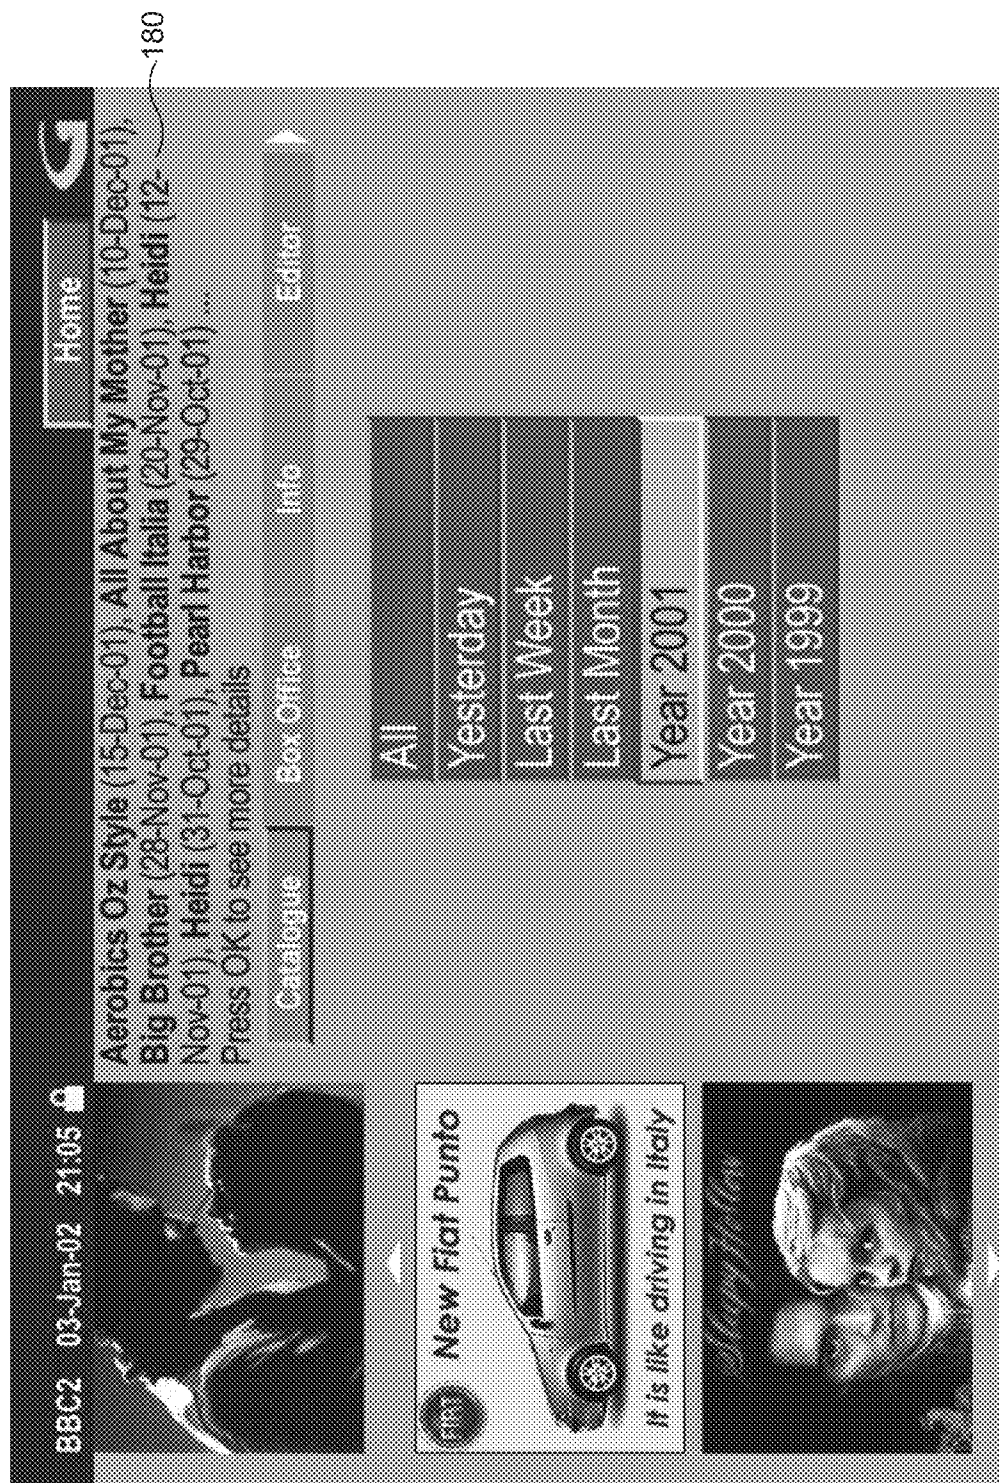 BBC2 03-Jan-02 21:05
Home
Aerobics Oz Style (15-Dec-01), All About My Mother (10-Dec-01),
Big Brother (28-Nov-01), Football Italia (20-Nov-01), Heidi (12-
Nov-01), Heidi (31-Oct-01), Pearl Harbor (29-Oct-01) ...
Press OK to see more details
180
Catalogue Box Office Info Editor
All
Yesterday
Last Week
Last Month
Year 2001
Year 2000
Year 1999
FIAT New Fiat Punto
It is like driving in Italy